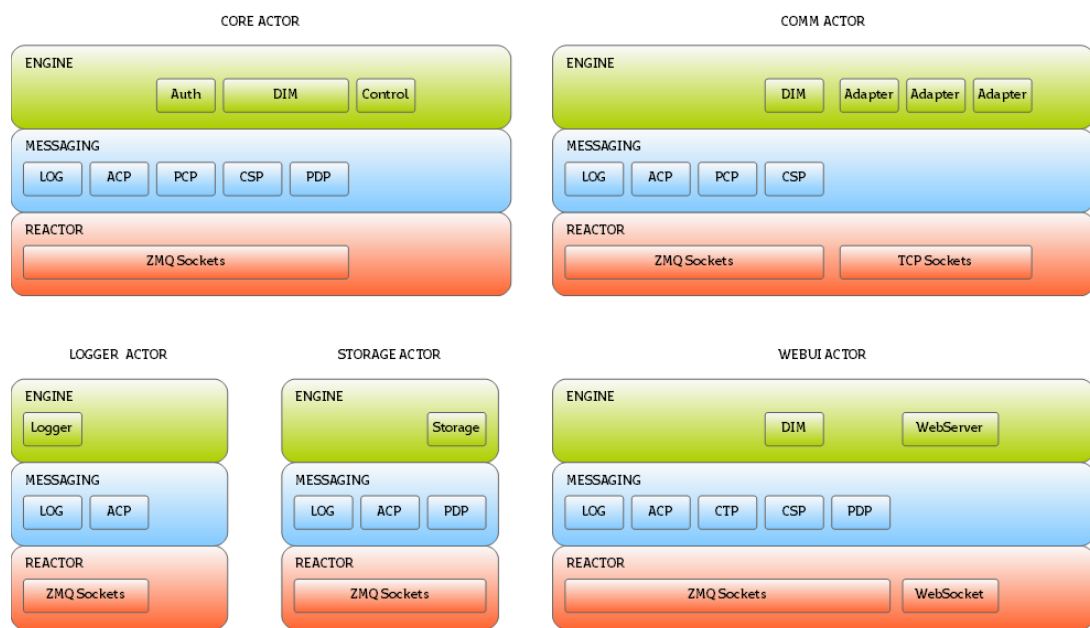 CORE ACTOR
ENGINE
Auth DIM Control
MESSAGING
LOG ACP PCP CSP PDP
REACTOR
ZMQ Sockets
COMM ACTOR
ENGINE
DIM Adapter Adapter Adapter
MESSAGING
LOG ACP PCP CSP
REACTOR
ZMQ Sockets TCP Sockets
LOGGER ACTOR
ENGINE
Logger
MESSAGING
LOG ACP
REACTOR
ZMQ Sockets
STORAGE ACTOR
ENGINE
Storage
MESSAGING
LOG ACP PDP
REACTOR
ZMQ Sockets
WEBUI ACTOR
ENGINE
DIM WebServer
MESSAGING
LOG ACP CTP CSP PDP
REACTOR
ZMQ Sockets WebSocket